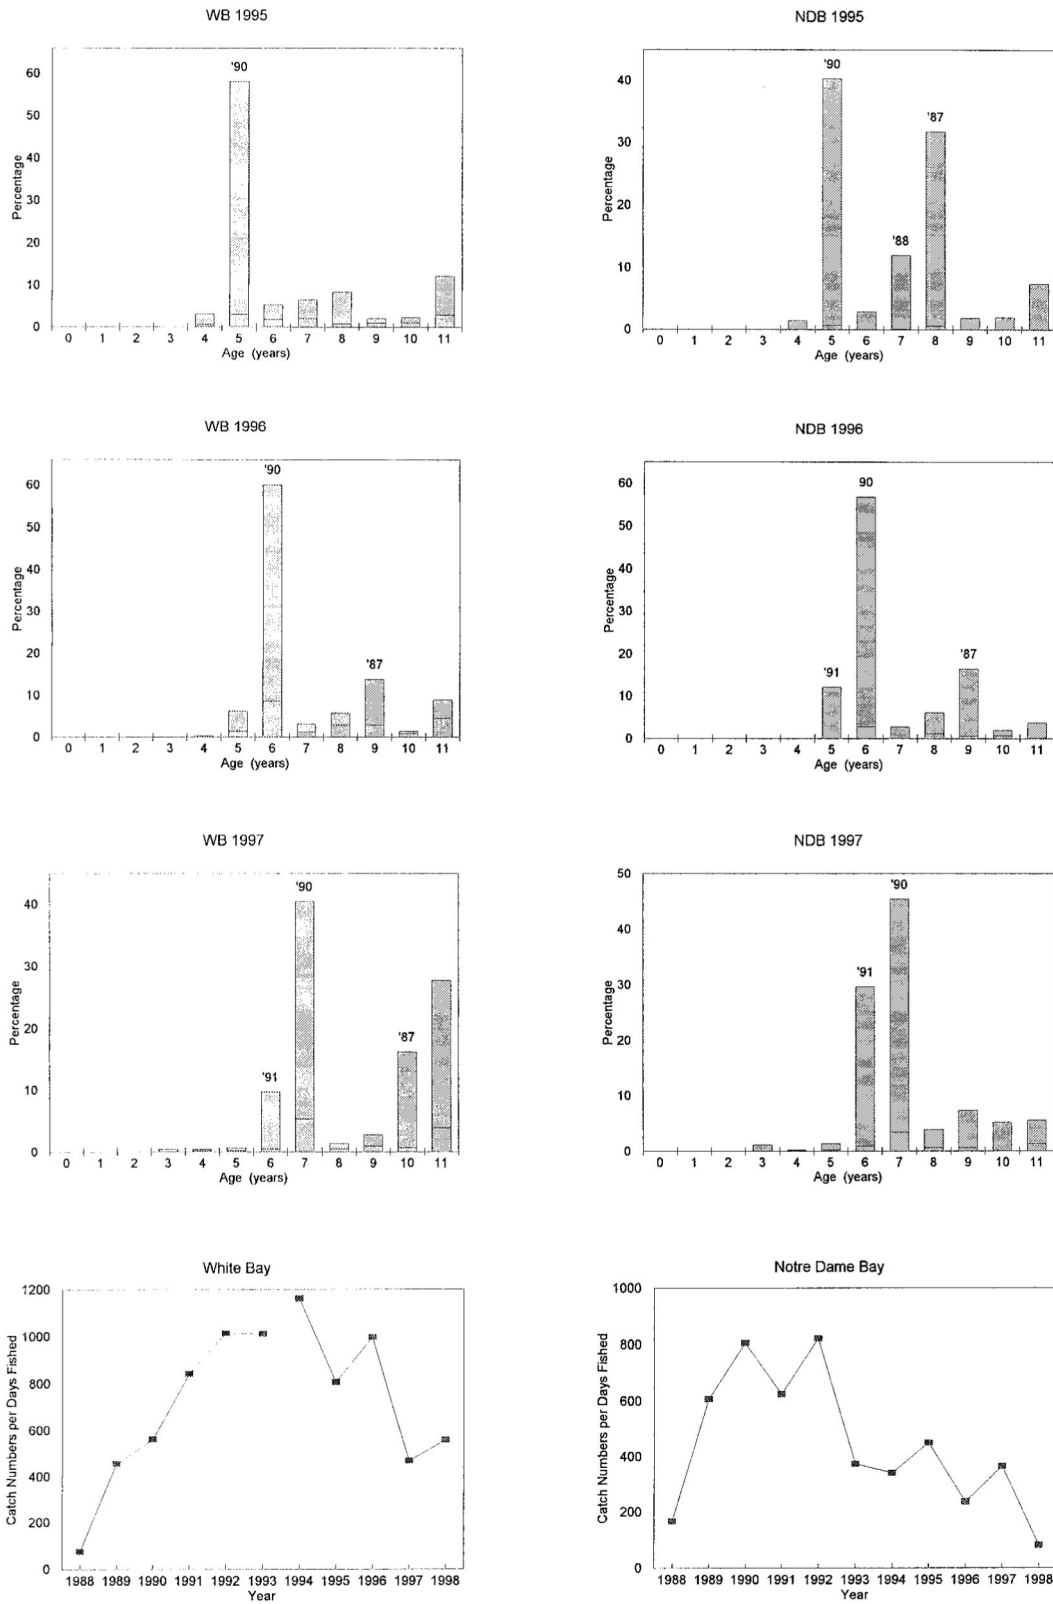 WB 1995
60
50
40
30
20
10
0
Percentage
'90
0 1 2 3 4 5 6 7 8 9 10 11
Age (years)
NDB 1995
40
30
20
10
0
Percentage
'90
'88
'87
0 1 2 3 4 5 6 7 8 9 10 11
Age (years)
WB 1996
60
50
40
30
20
10
0
Percentage
'90
'87
0 1 2 3 4 5 6 7 8 9 10 11
Age (years)
NDB 1996
60
50
40
30
20
10
0
Percentage
'91
90
'87
0 1 2 3 4 5 6 7 8 9 10 11
Age (years)
WB 1997
40
30
20
10
0
Percentage
'91
'90
'87
0 1 2 3 4 5 6 7 8 9 10 11
Age (years)
NDB 1997
50
40
30
20
10
0
Percentage
'91
'90
0 1 2 3 4 5 6 7 8 9 10 11
Age (years)
White Bay
1200
1000
800
600
400
200
0
Catch Numbers per Days Fished
1988 1989 1990 1991 1992 1993 1994 1995 1996 1997 1998
Year
Notre Dame Bay
1000
800
600
400
200
0
Catch Numbers per Days Fished
1988 1989 1990 1991 1992 1993 1994 1995 1996 1997 1998
Year